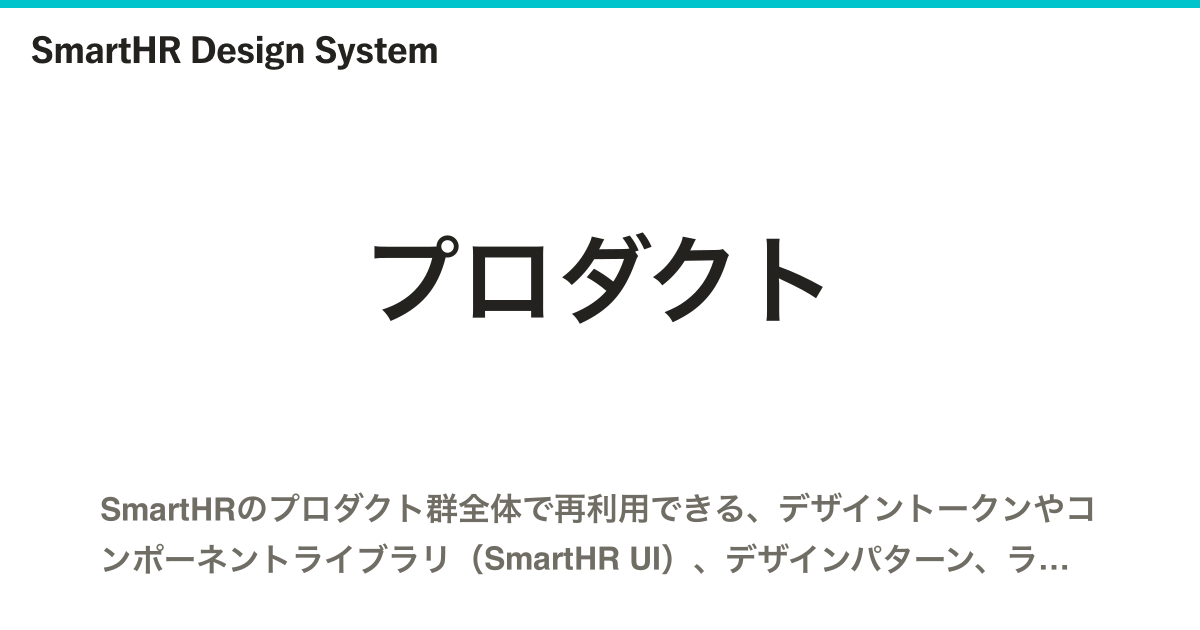 SmartHR Design System
プロダクト
SmartHRのプロダクト群全体で再利用できる、デザイントークンやコ
ンポーネントライブラリ（SmartHR UI）、デザインパターン、ラ...